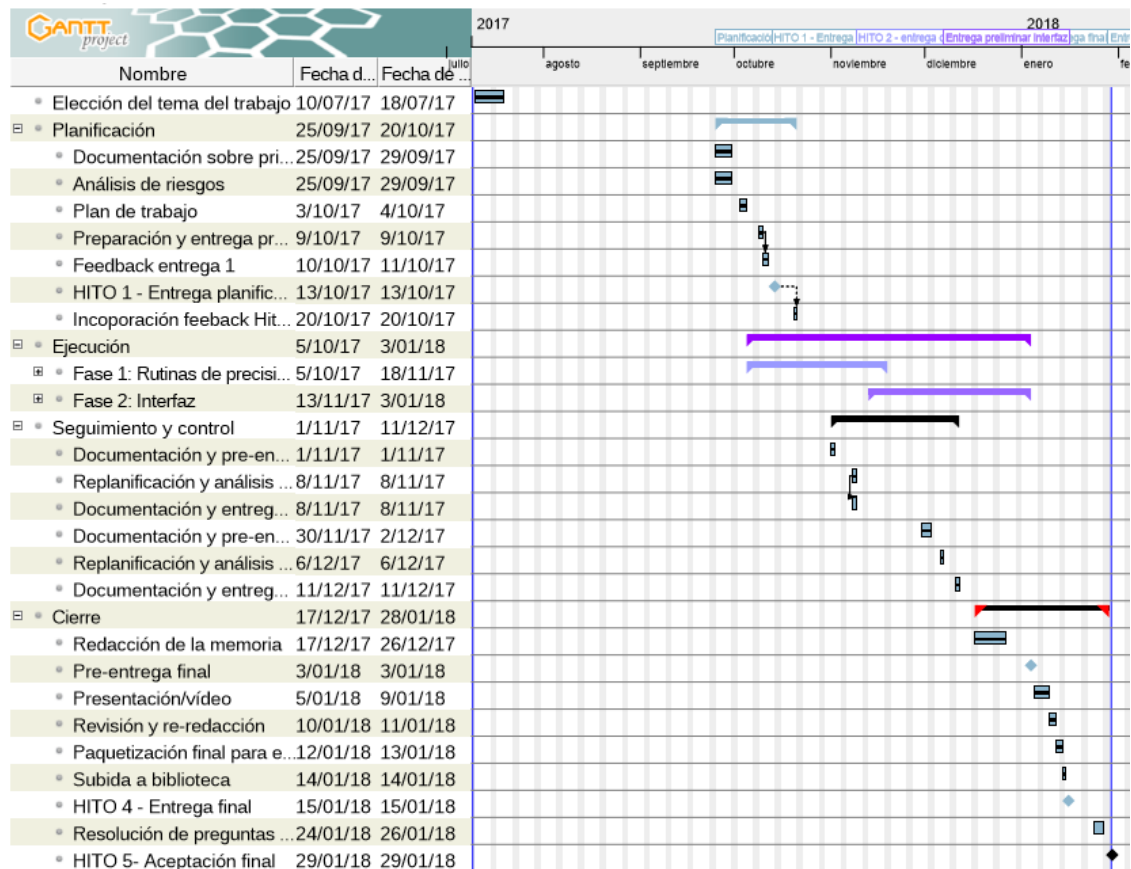 GANTT
project
2017
2018
Planificació HITO 1 - Entrega HITO 2 - entrega d Entrega preliminar interfaz ega final Entr
julio agosto septiembre octubre noviembre diciembre enero fe
Nombre Fecha d... Fecha de ...
Elección del tema del trabajo 10/07/17 18/07/17
Planificación 25/09/17 20/10/17
Documentación sobre pri... 25/09/17 29/09/17
Análisis de riesgos 25/09/17 29/09/17
Plan de trabajo 3/10/17 4/10/17
Preparación y entrega pr... 9/10/17 9/10/17
Feedback entrega 1 10/10/17 11/10/17
HITO 1 - Entrega planific... 13/10/17 13/10/17
Incoporación feeback Hit... 20/10/17 20/10/17
Ejecución 5/10/17 3/01/18
Fase 1: Rutinas de precisi... 5/10/17 18/11/17
Fase 2: Interfaz 13/11/17 3/01/18
Seguimiento y control 1/11/17 11/12/17
Documentación y pre-en... 1/11/17 1/11/17
Replanificación y análisis ... 8/11/17 8/11/17
Documentación y entreg... 8/11/17 8/11/17
Documentación y pre-en... 30/11/17 2/12/17
Replanificación y análisis ... 6/12/17 6/12/17
Documentación y entreg... 11/12/17 11/12/17
Cierre 17/12/17 28/01/18
Redacción de la memoria 17/12/17 26/12/17
Pre-entrega final 3/01/18 3/01/18
Presentación/vídeo 5/01/18 9/01/18
Revisión y re-redacción 10/01/18 11/01/18
Paquetización final para e... 12/01/18 13/01/18
Subida a biblioteca 14/01/18 14/01/18
HITO 4 - Entrega final 15/01/18 15/01/18
Resolución de preguntas ... 24/01/18 26/01/18
HITO 5- Aceptación final 29/01/18 29/01/18